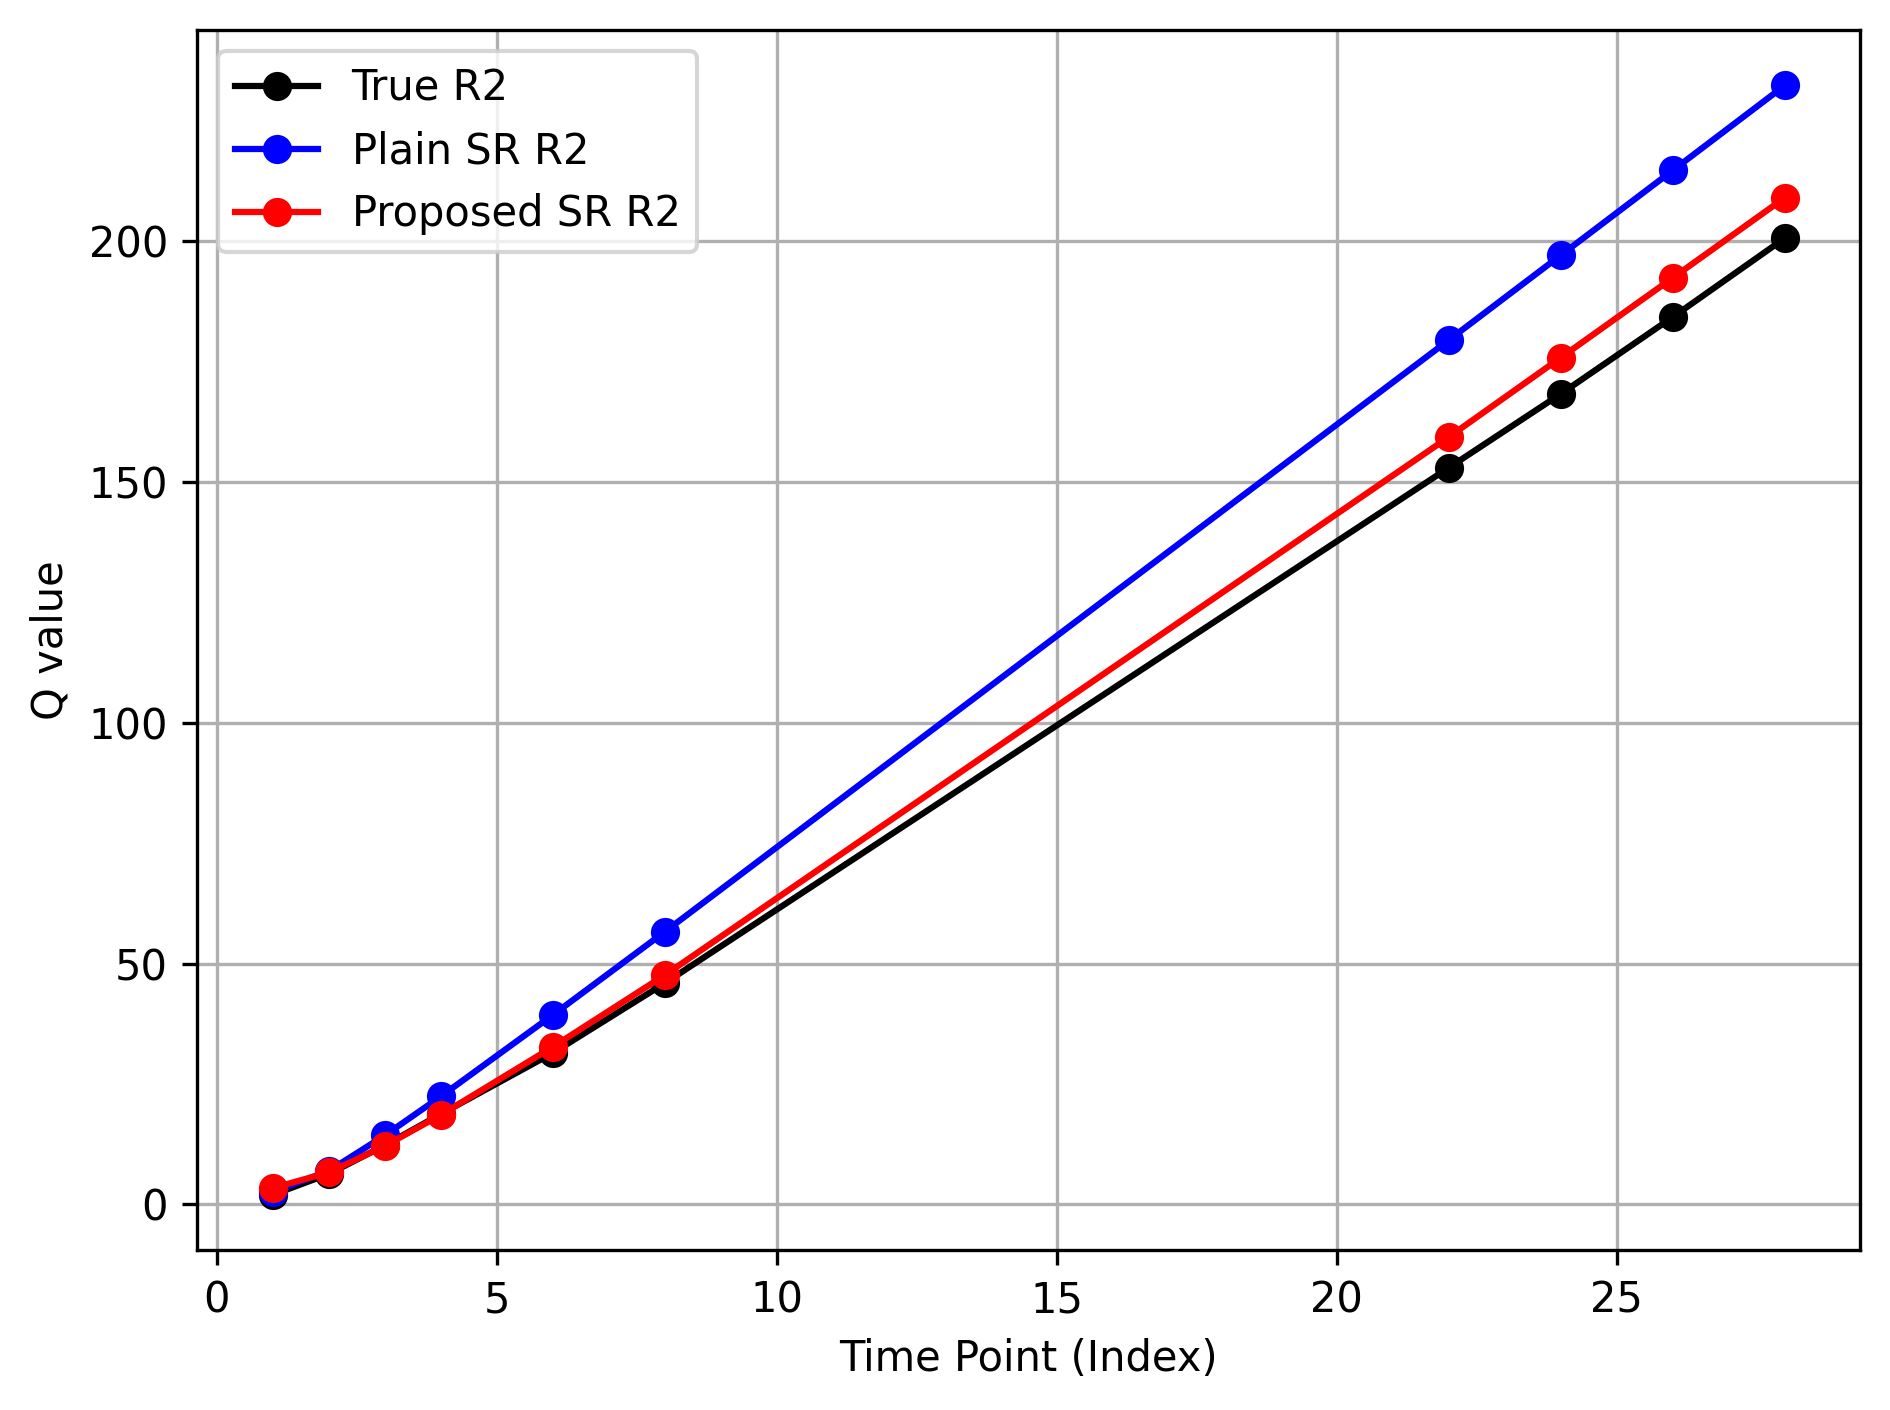 True R2
Plain SR R2
Proposed SR R2
200
150
100
50
0
Q value
0 5 10 15 20 25
Time Point (Index)